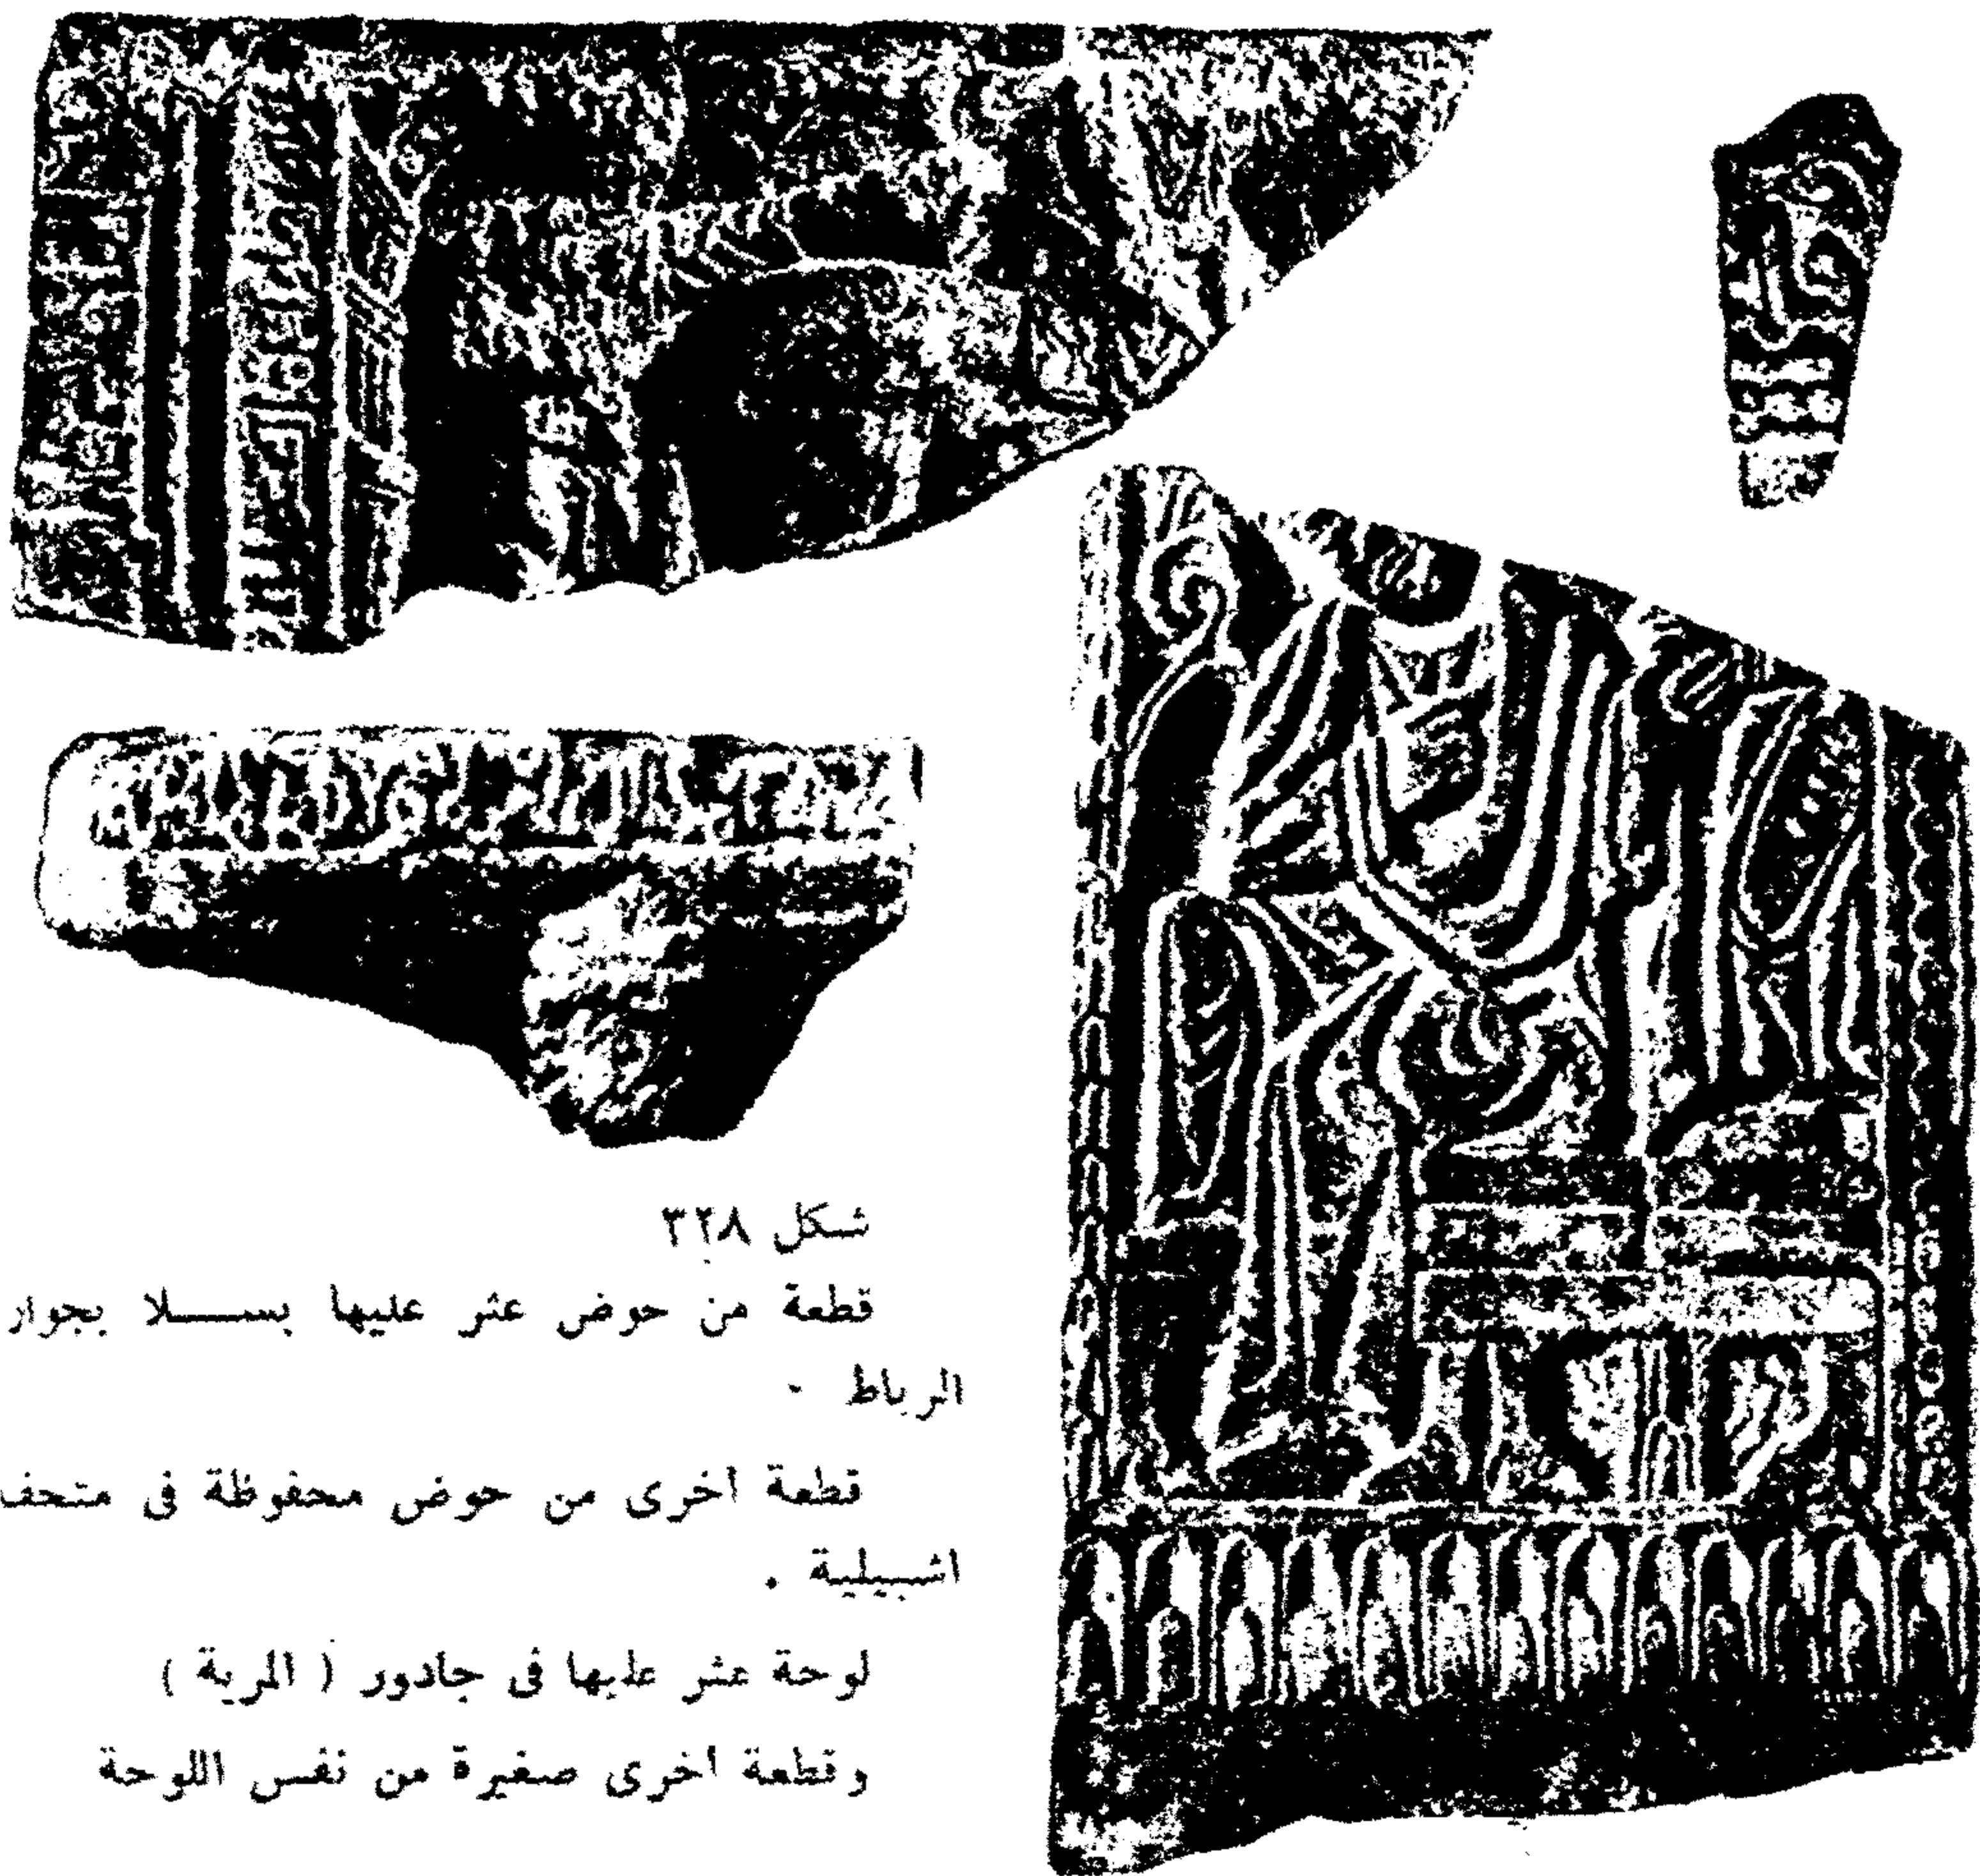 شكل ٣٢٨
قطعة من حوض عثر عليها بسلا بجوار
الرباط -
قطعة اخرى من حوض محفوظة فى متحف
اشبيلية .
لوحة عثر عليها فى جادور ( المرية )
وقطعة اخرى صغيرة من نفس اللوحة